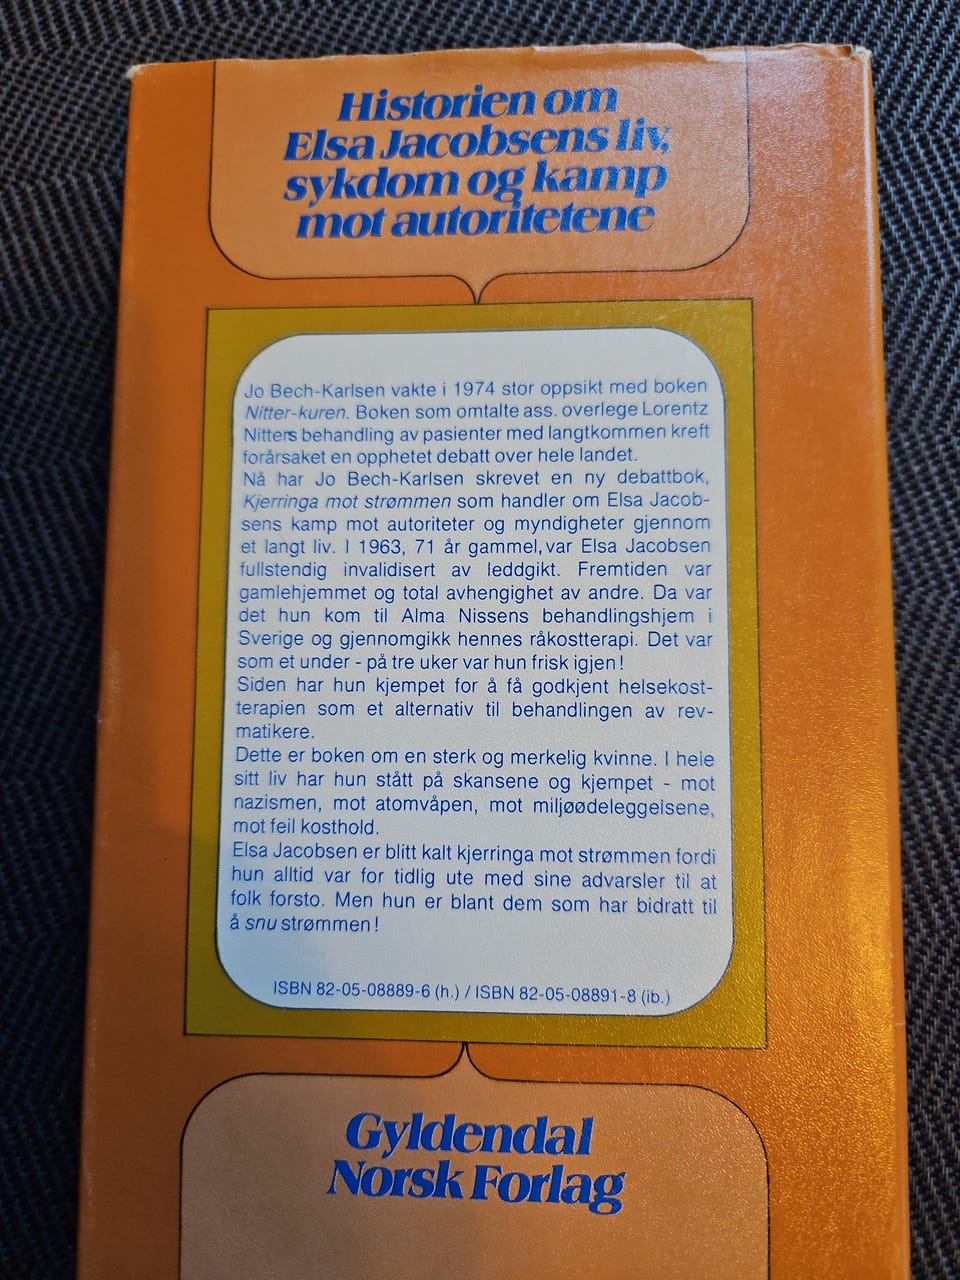 Historien om
Elsa Jacobsens liv,
sykdom og kamp
mot autoritetene
Jo Bech-Karlsen vakte i 1974 stor oppsikt med boken
Nitter-kuren. Boken som omtalte ass. overlege Lorentz
Nitters behandling av pasienter med langtkommen kreft
forårsaket en opphetet debatt over hele landet.
Nå har Jo Bech-Karlsen skrevet en ny debattbok,
Kjerringa mot strømmen som handler om Elsa Jacob-
sens kamp mot autoriteter og myndigheter gjennom
et langt liv. I 1963, 71 år gammel, var Elsa Jacobsen
fullstendig invalidisert av leddgikt. Fremtiden var
gamlehjemmet og total avhengighet av andre. Da var
det hun kom til Alma Nissens behandlingshjem i
Sverige og gjennomgikk hennes råkostterapi. Det var
som et under - på tre uker var hun frisk igjen!
Siden har hun kjempet for å få godkjent helsekost-
terapien som et alternativ til behandlingen av rev-
matikere.
Dette er boken om en sterk og merkelig kvinne. I hele
sitt liv har hun stått på skansene og kjempet - mot
nazismen, mot atomvåpen, mot miljøødeleggelsene,
mot feil kosthold.
Elsa Jacobsen er blitt kalt kjerringa mot strømmen fordi
hun alltid var for tidlig ute med sine advarsler til at
folk forsto. Men hun er blant dem som har bidratt til
å snu strømmen!
ISBN 82-05-08889-6 (h.) / ISBN 82-05-08891-8 (ib.)
Gyldendal
Norsk Forlag